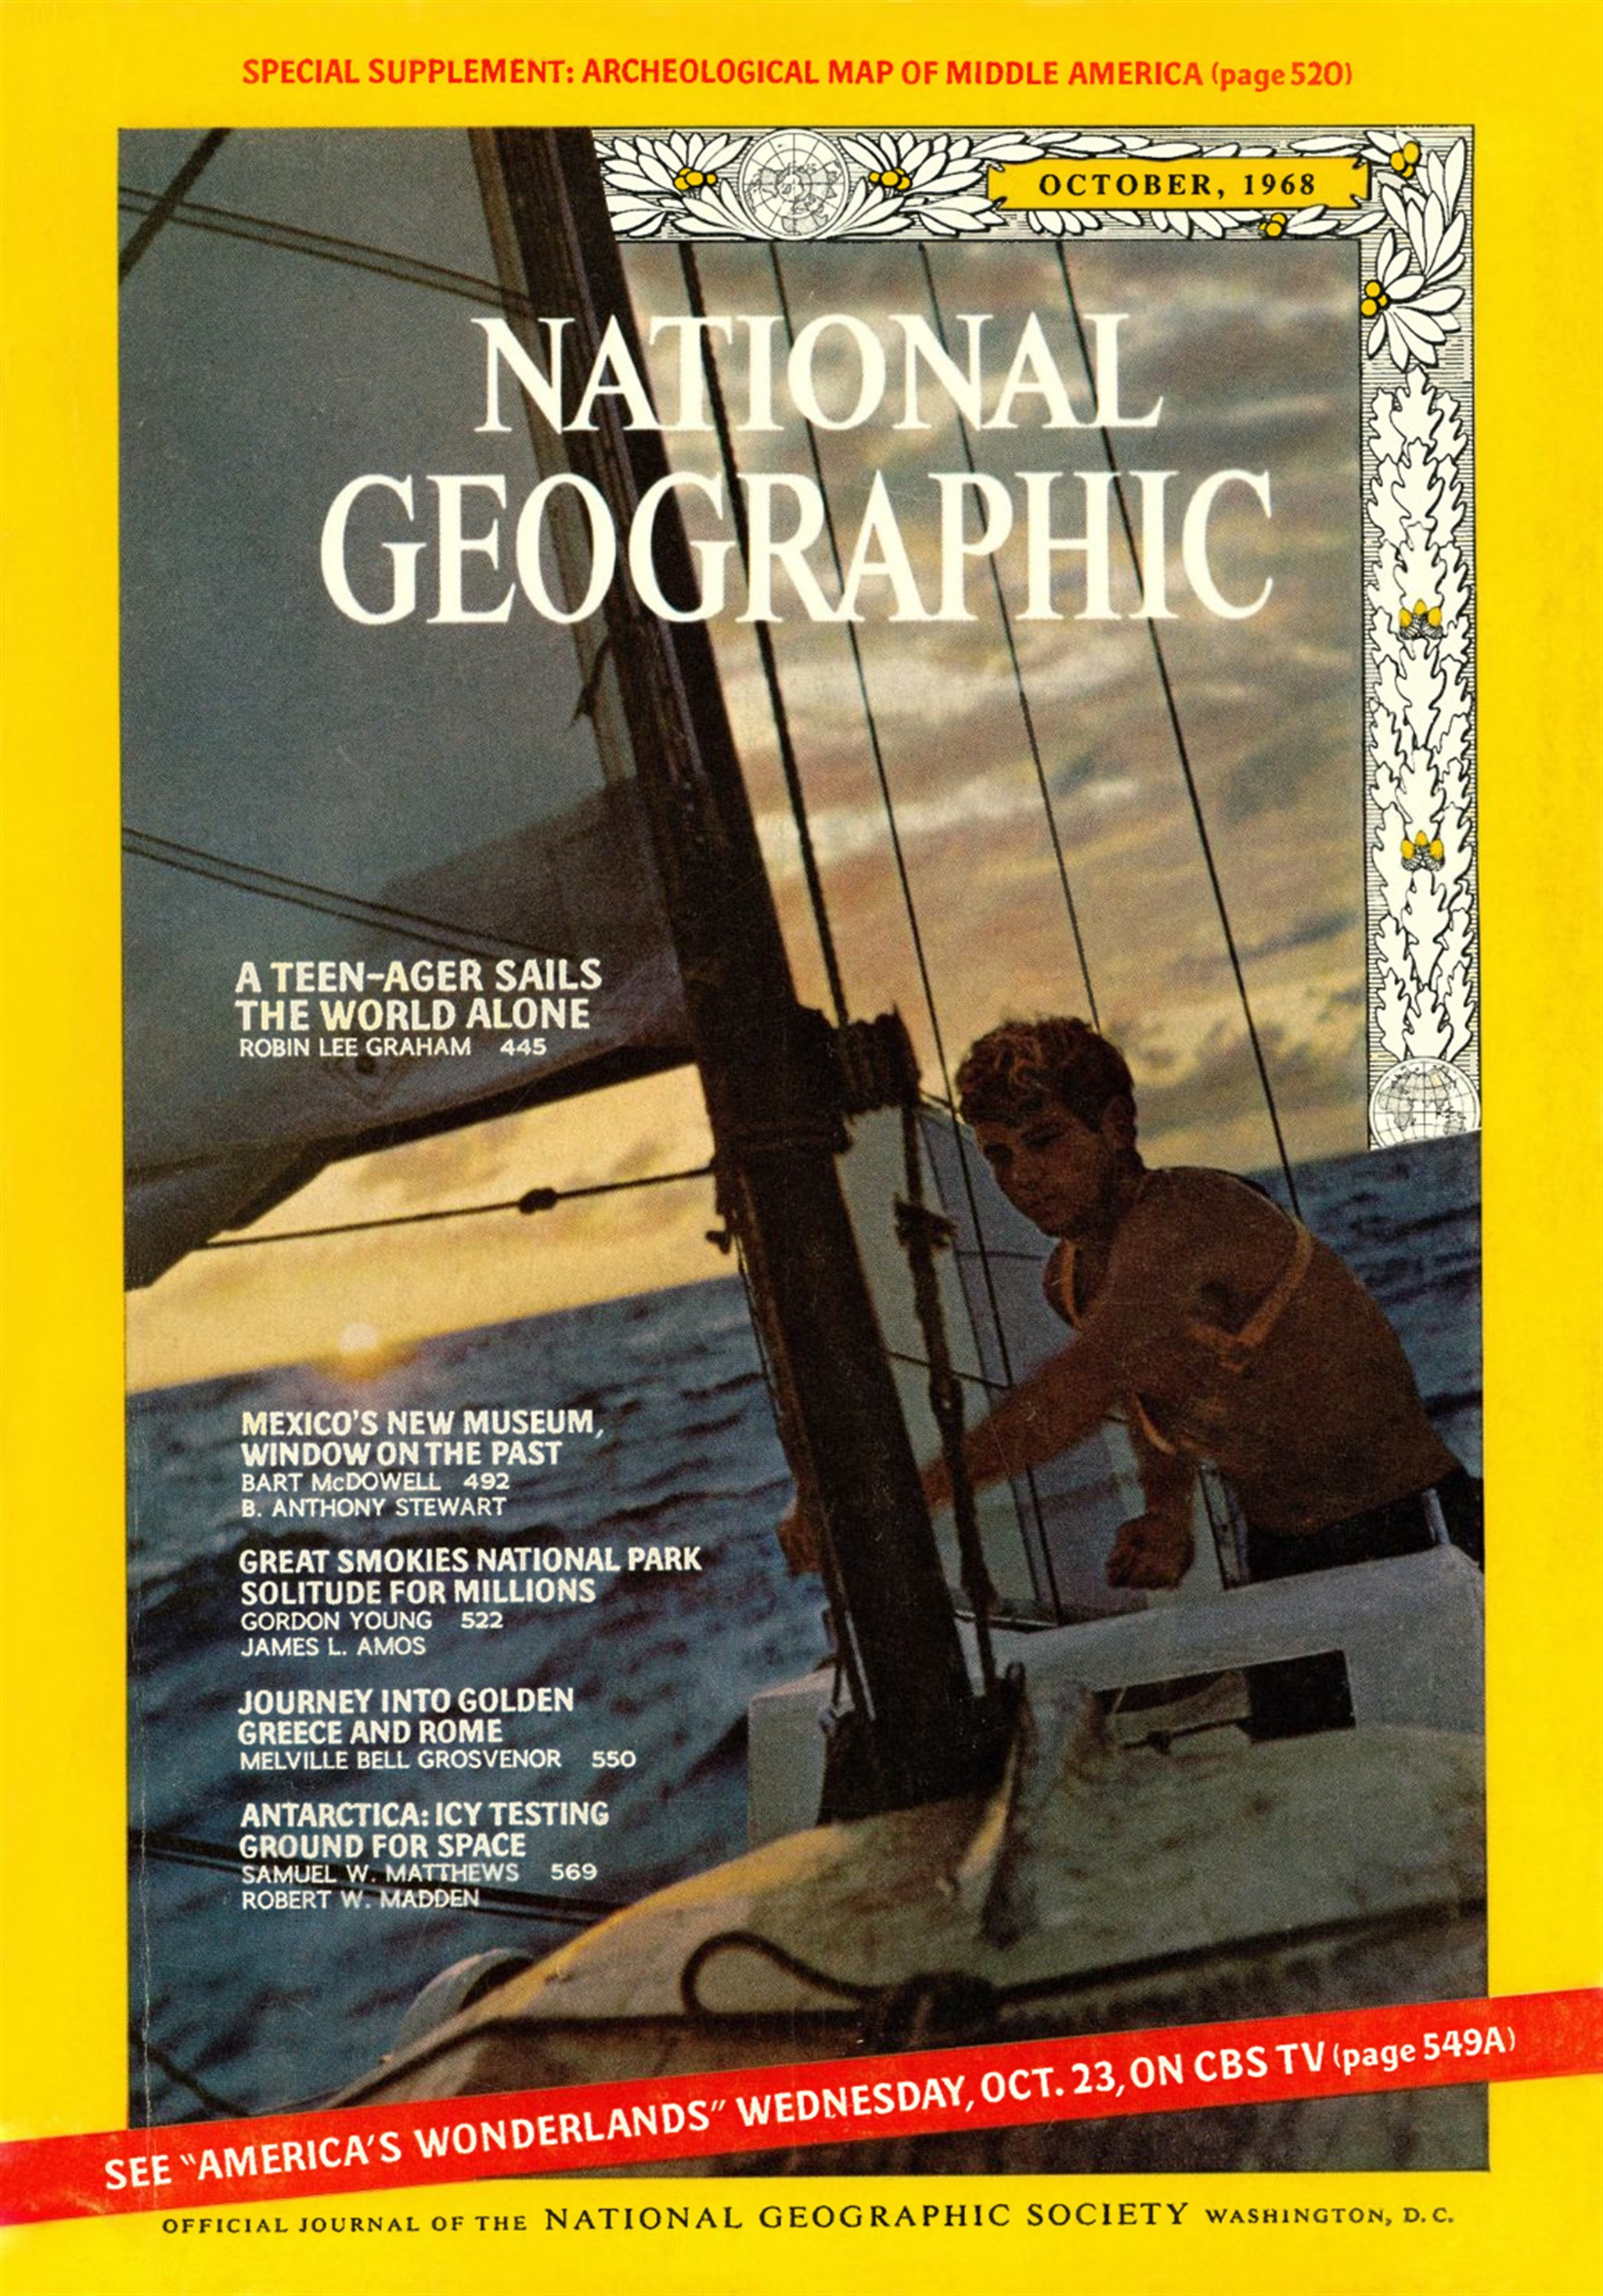 SPECIAL SUPPLEMENT: ARCHEOLOGICAL MAP OF MIDDLE AMERICA (page 520)
OCTOBER, 1968
NATIONAL
GEOGRAPHIC
A TEEN-AGER SAILS
THE WORLD ALONE
ROBIN LEE GRAHAM 445
MEXICO'S NEW MUSEUM,
WINDOW ON THE PAST
BART McDOWELL 492
B. ANTHONY STEWART
GREAT SMOKIES NATIONAL PARK
SOLITUDE FOR MILLIONS
GORDON YOUNG 522
JAMES L. AMOS
JOURNEY INTO GOLDEN
GREECE AND ROME
MELVILLE BELL GROSVENOR 550
ANTARCTICA: ICY TESTING
GROUND FOR SPACE
SAMUEL W. MATTHEWS 569
ROBERT W. MADDEN
SEE "AMERICA'S WONDERLANDS" WEDNESDAY, OCT. 23, ON CBS TV (page 549A)
OFFICIAL JOURNAL OF THE NATIONAL GEOGRAPHIC SOCIETY WASHINGTON, D.C.